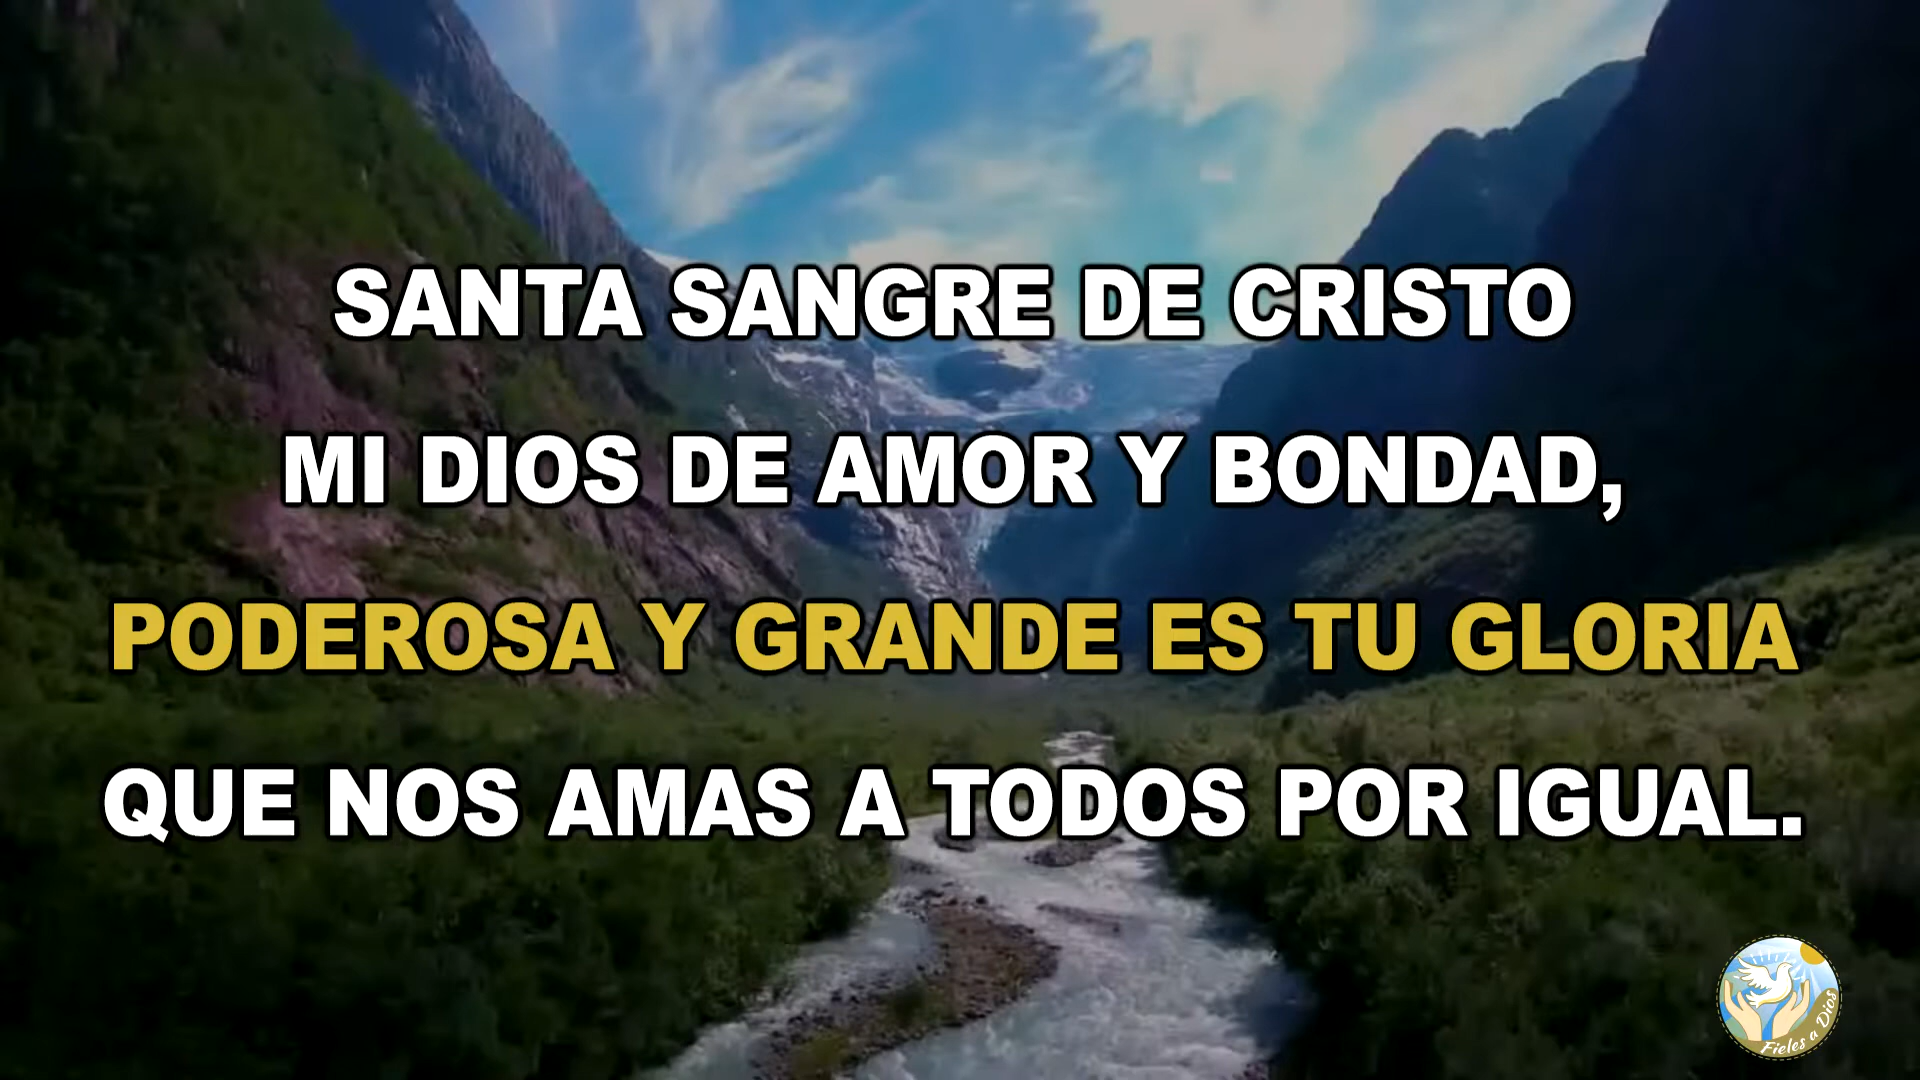 SANTA SANGRE DE CRISTO
MI DIOS DE AMOR Y BONDAD,
PODEROSA Y GRANDE ES TU GLORIA
QUE NOS AMAS A TODOS POR IGUAL.
Fieles a Dios